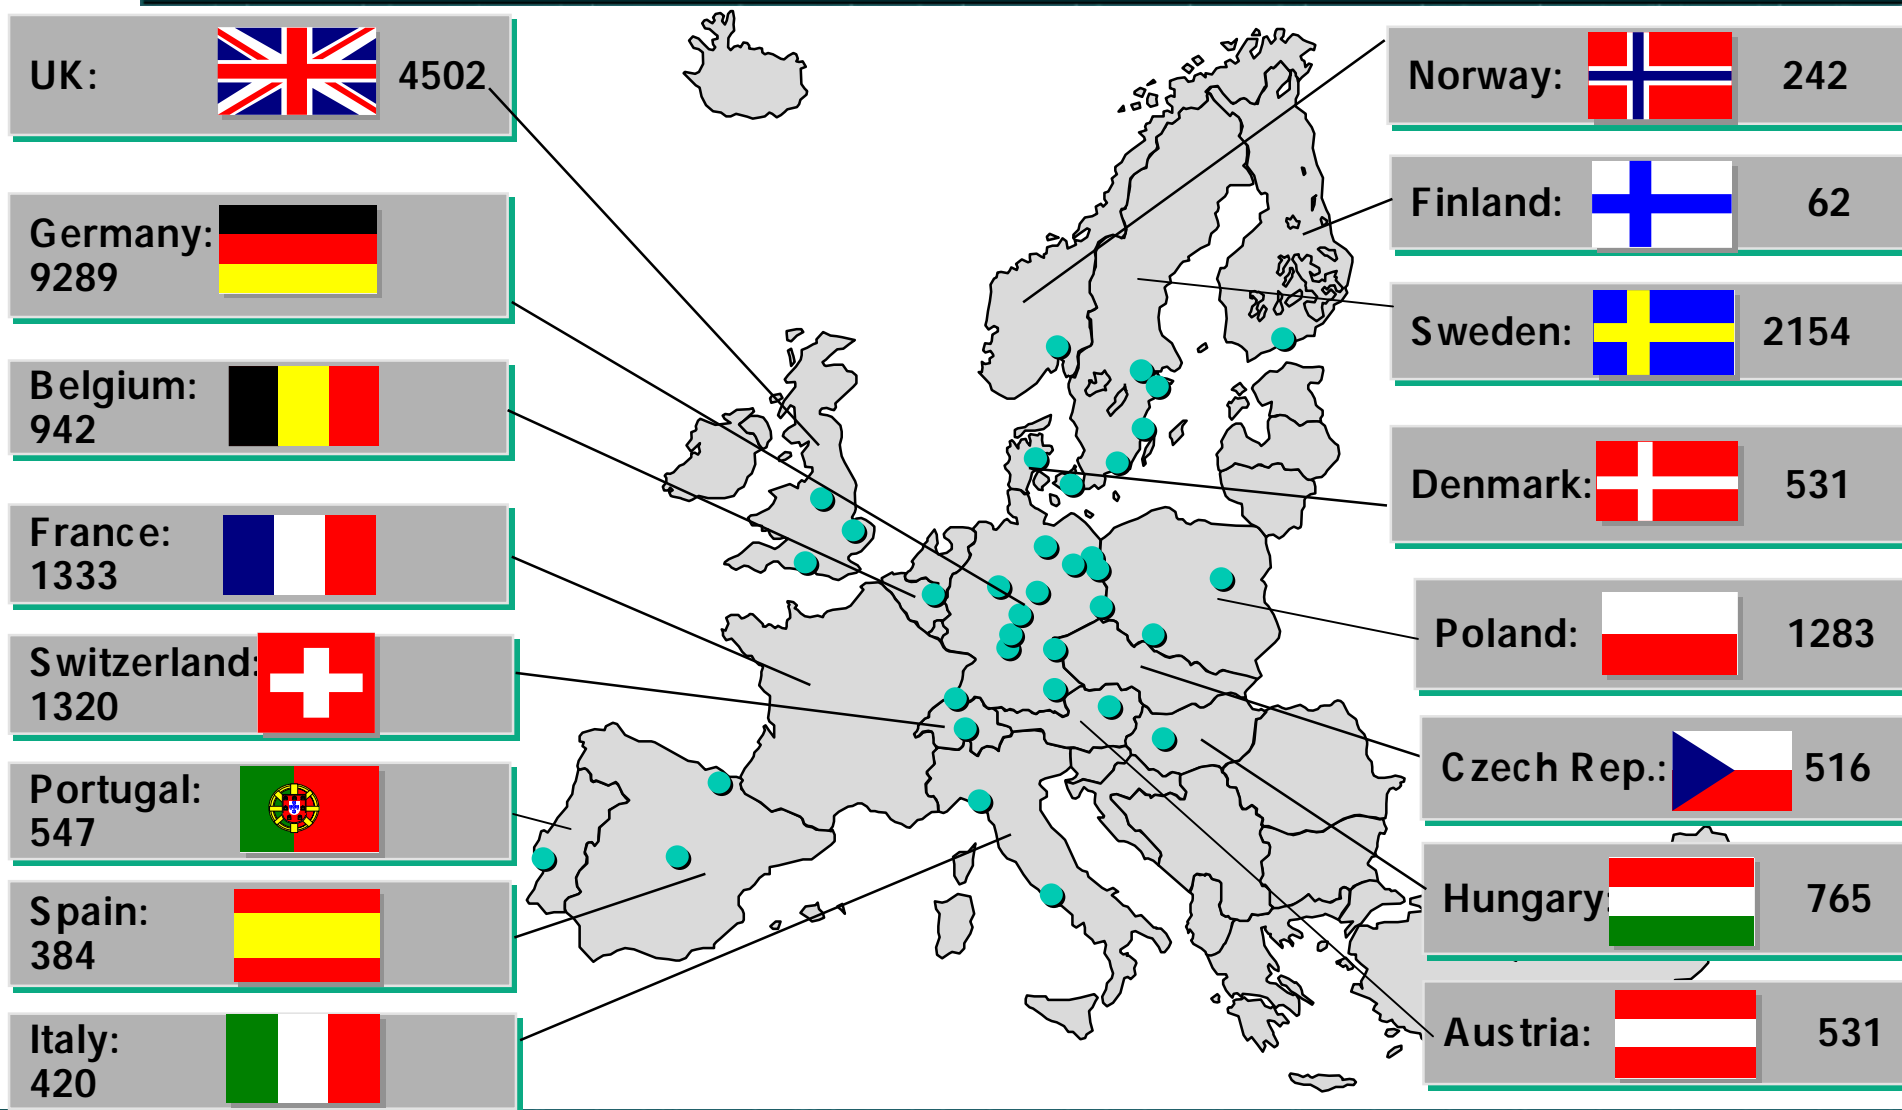 UK: 4502
Germany:
9289
Belgium:
942
France:
1333
Switzerland:
1320
Portugal:
547
Spain:
384
Italy:
420
Norway: 242
Finland: 62
Sweden: 2154
Denmark: 531
Poland: 1283
Czech Rep.: 516
Hungary: 765
Austria: 531